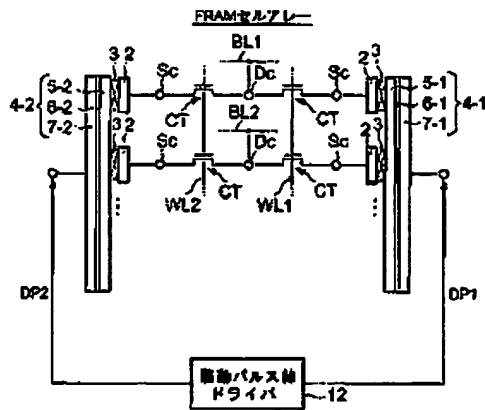 FRAMセルアレー
BL1
3 2 Sc Dc Sc 2 3
4-2 5-2 6-2 7-2 CT CT 5-1 6-1 7-1 4-1
BL2
3 2 Sc Dc Sc 2 3
CT CT
WL2 WL1
DP2 DP1
駆動パルス線
ドライバ
12